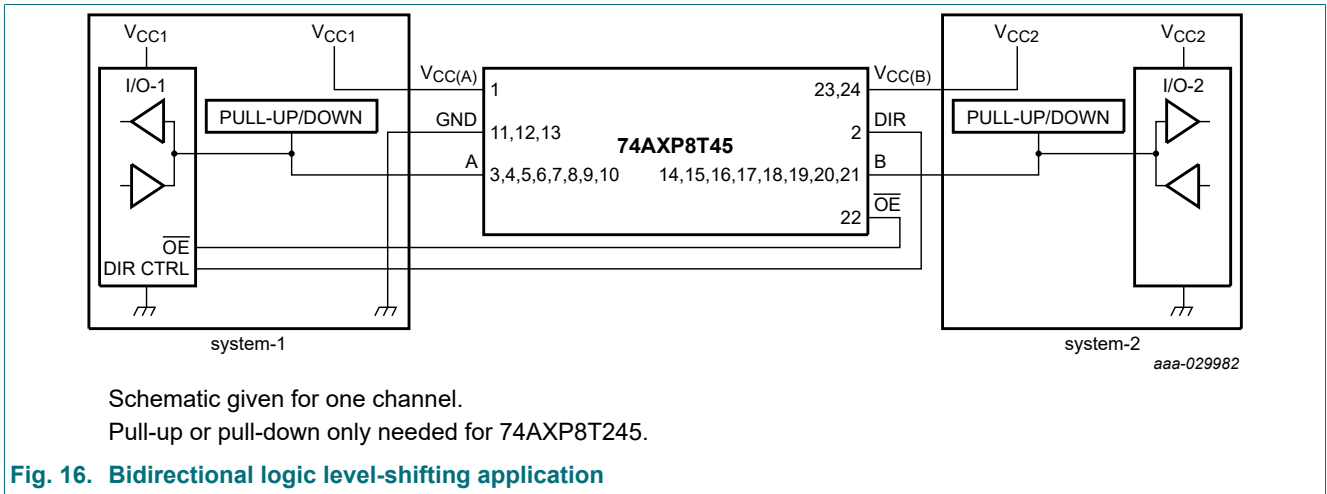 VCC1 VCC1 VCC2 VCC2
I/O-1 VCC(A) VCC(B) I/O-2
1 23,24
PULL-UP/DOWN GND DIR PULL-UP/DOWN
11,12,13 2
74AXP8T45
A B
3,4,5,6,7,8,9,10 14,15,16,17,18,19,20,21
OE
22
OE
DIR CTRL
system-1 system-2
aaa-029982
Schematic given for one channel.
Pull-up or pull-down only needed for 74AXP8T245.
Fig. 16. Bidirectional logic level-shifting application